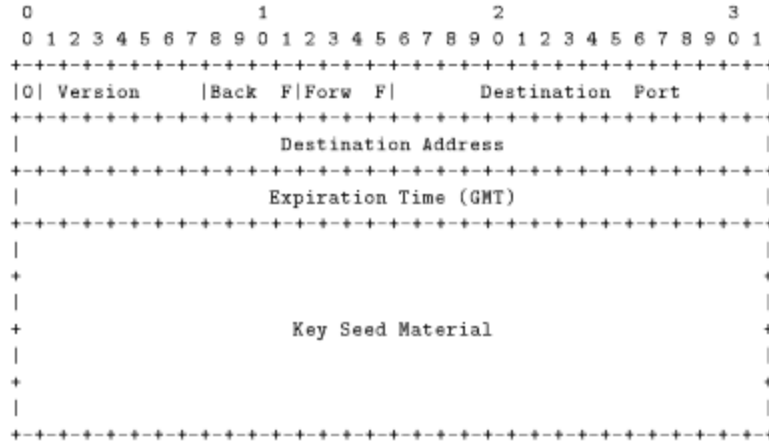 0 1 2 3
0 1 2 3 4 5 6 7 8 9 0 1 2 3 4 5 6 7 8 9 0 1 2 3 4 5 6 7 8 9 0 1
+-+-+-+-+-+-+-+-+-+-+-+-+-+-+-+-+-+-+-+-+-+-+-+-+-+-+-+-+-+-+-+-
|0| Version |Back F|Forw F| Destination Port |
+-+-+-+-+-+-+-+-+-+-+-+-+-+-+-+-+-+-+-+-+-+-+-+-+-+-+-+-+-+-+-+-
| Destination Address |
+-+-+-+-+-+-+-+-+-+-+-+-+-+-+-+-+-+-+-+-+-+-+-+-+-+-+-+-+-+-+-+-
| Expiration Time (GMT) |
+-+-+-+-+-+-+-+-+-+-+-+-+-+-+-+-+-+-+-+-+-+-+-+-+-+-+-+-+-+-+-+-
| |
+ +
| |
+ Key Seed Material +
| |
+ +
| |
+-+-+-+-+-+-+-+-+-+-+-+-+-+-+-+-+-+-+-+-+-+-+-+-+-+-+-+-+-+-+-+-